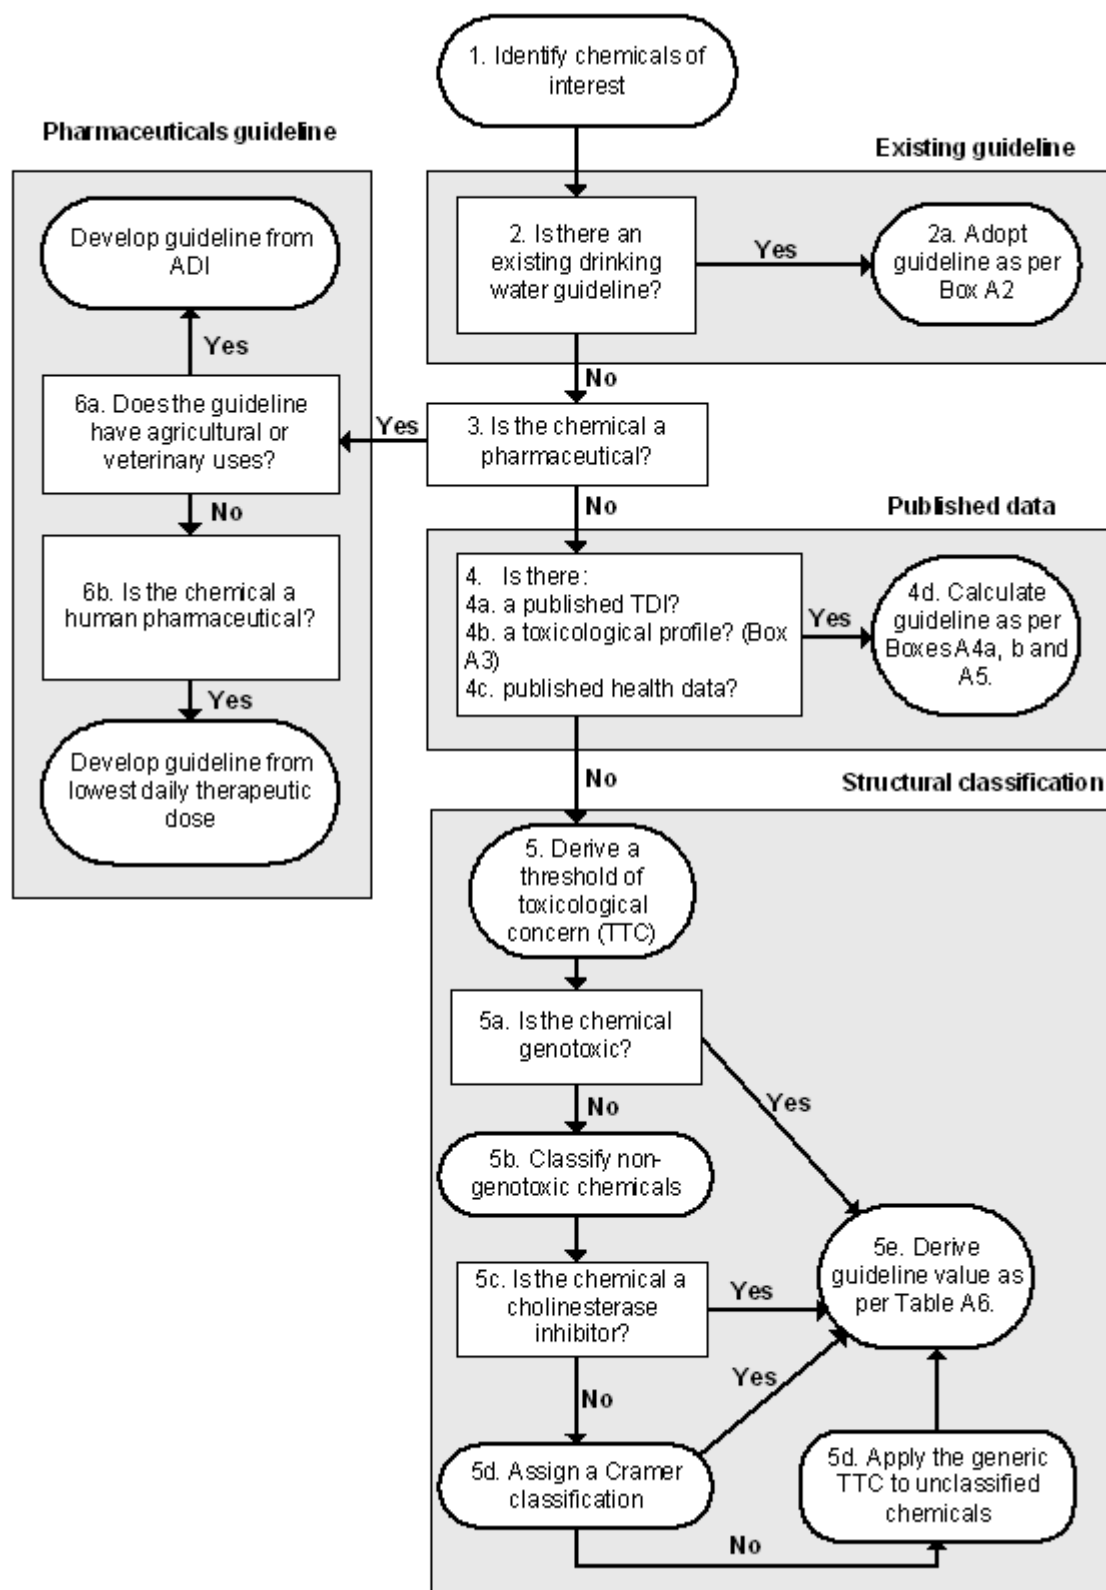 1. Identify chemicals of
interest
Pharmaceuticals guideline
Existing guideline
Develop guideline from
ADI
2. Is there an
existing drinking
water guideline?
Yes
2a. Adopt
guideline as per
Box A2
Yes
No
6a. Does the guideline
have agricultural or
veterinary uses?
Yes
3. Is the chemical a
pharmaceutical?
No
No
Published data
6b. Is the chemical a
human pharmaceutical?
4. Is there:
4a. a published TDI?
4b. a toxicological profile? (Box
A3)
4c. published health data?
Yes
4d. Calculate
guideline as per
Boxes A4a, b and
A5.
Yes
Develop guideline from
lowest daily therapeutic
dose
No
Structural classification
5. Derive a
threshold of
toxicological
concern (TTC)
5a. Is the chemical
genotoxic?
Yes
No
5b. Classify non-
genotoxic chemicals
5c. Is the chemical a
cholinesterase
inhibitor?
Yes
5e. Derive
guideline value as
per Table A6.
Yes
No
5d. Assign a Cramer
classification
5d. Apply the generic
TTC to unclassified
chemicals
No